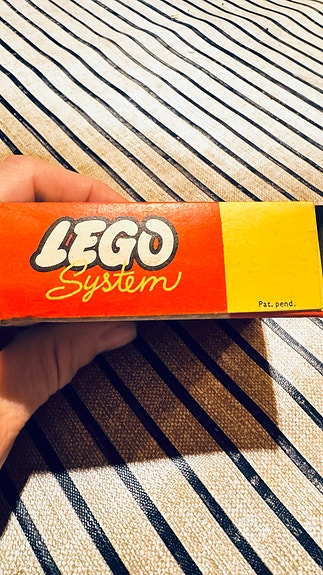 LEGO
System
Pat. pend.